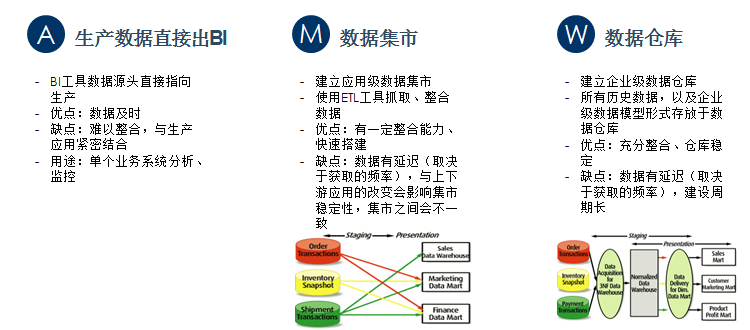 A 生产数据直接出BI
- BI工具数据源头直接指向
生产
- 优点：数据及时
- 缺点：难以整合，与生产
应用紧密结合
- 用途：单个业务系统分析、
监控
M 数据集市
- 建立应用级数据集市
- 使用ETL工具抓取、整合
数据
- 优点：有一定整合能力、
快速搭建
- 缺点：数据有延迟（取决
于获取的频率），与上下
游应用的改变会影响集市
稳定性，集市之间会不一
致
Staging Presentation
Order
Transactions
Inventory
Snapshot
Shipment
Transactions
Sales
Data Warehouse
Marketing
Data Mart
Finance
Data Mart
W 数据仓库
- 建立企业级数据仓库
- 所有历史数据，以及企业
级数据模型形式存放于数
据仓库
- 优点：充分整合、仓库稳
定
- 缺点：数据有延迟（取决
于获取的频率），建设周
期长
Staging
Presentation
Order
Transactions
Inventory
Snapshot
Payment
Transactions
Data
Acquisition
for
3NF Data
Warehouse
Normalized
Data
Warehouse
Data
Delivery
for Dim.
Data Mart
Sales
Mart
Customer
Marketing Mart
Product
Profit Mart